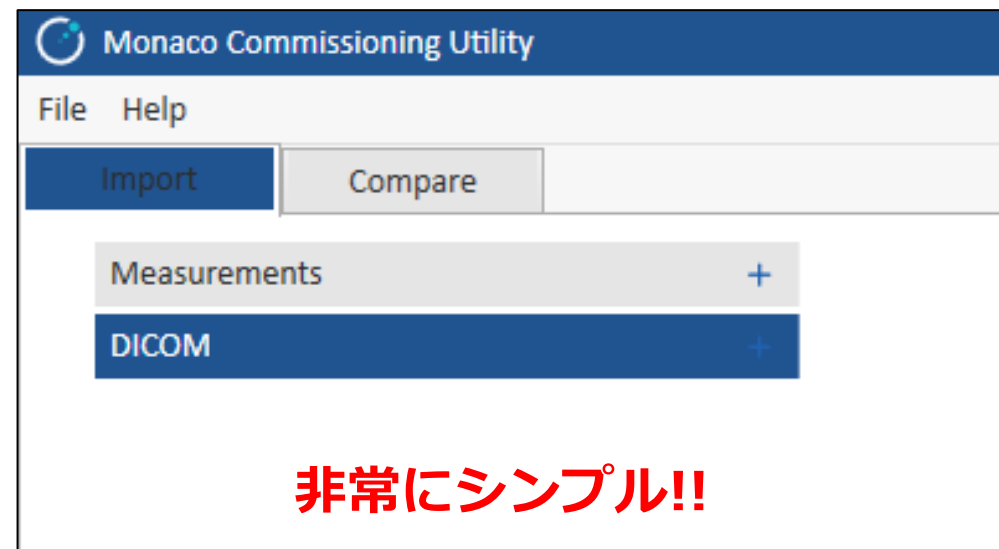 Monaco Commissioning Utility
File Help
Import Compare
Measurements +
DICOM +
非常にシンプル!!